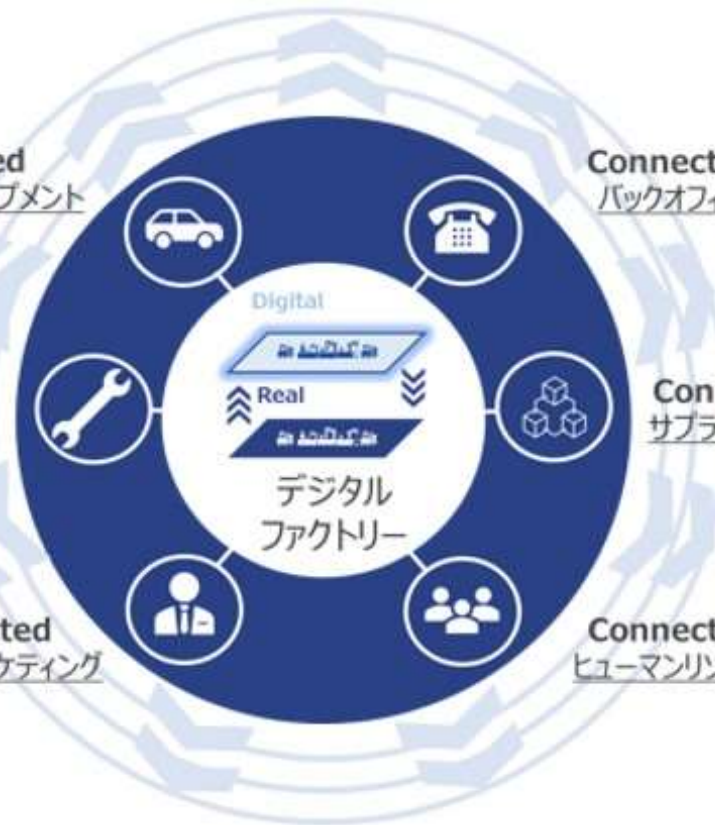 ed
プメント
Connect
バックオフィ
Digital
Real
デジタル
ファクトリー
Con
サプラ
ted
ケティング
Connect
ヒューマンリソ